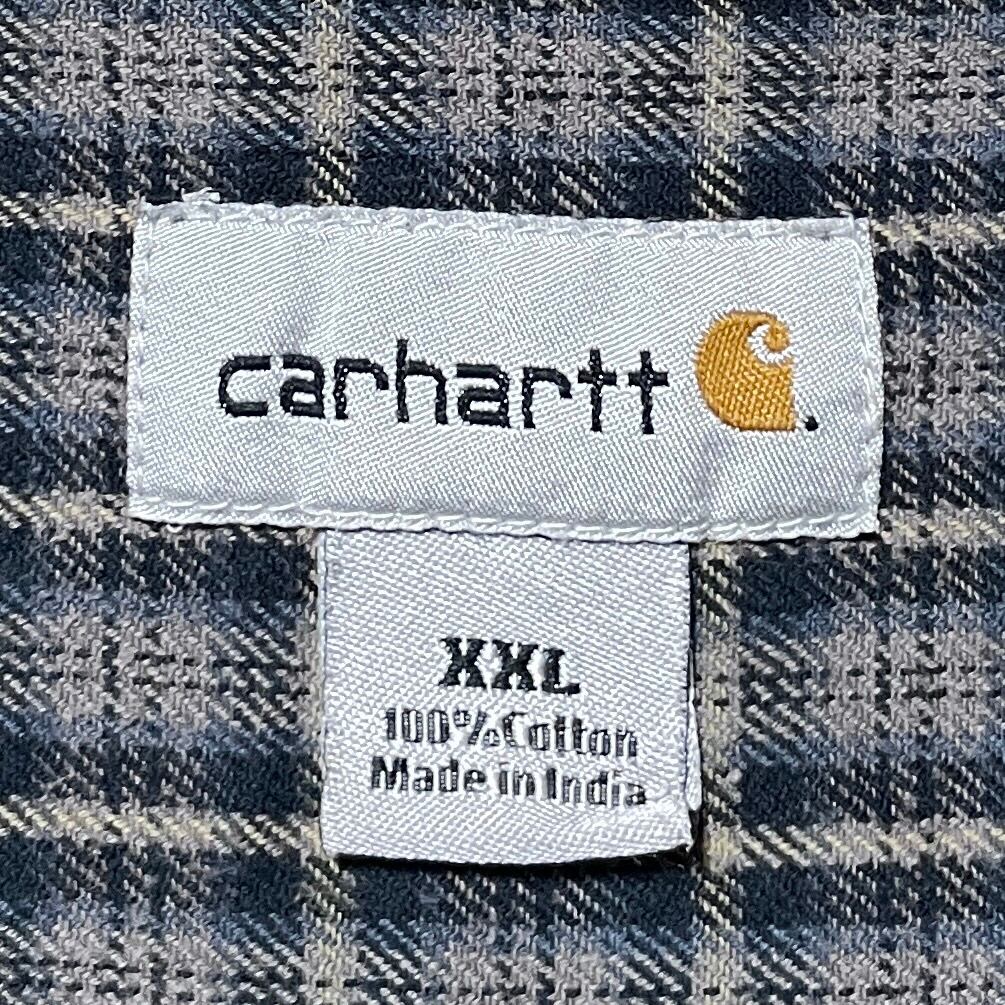 carhartt
XXL
100% Cotton
Made in India